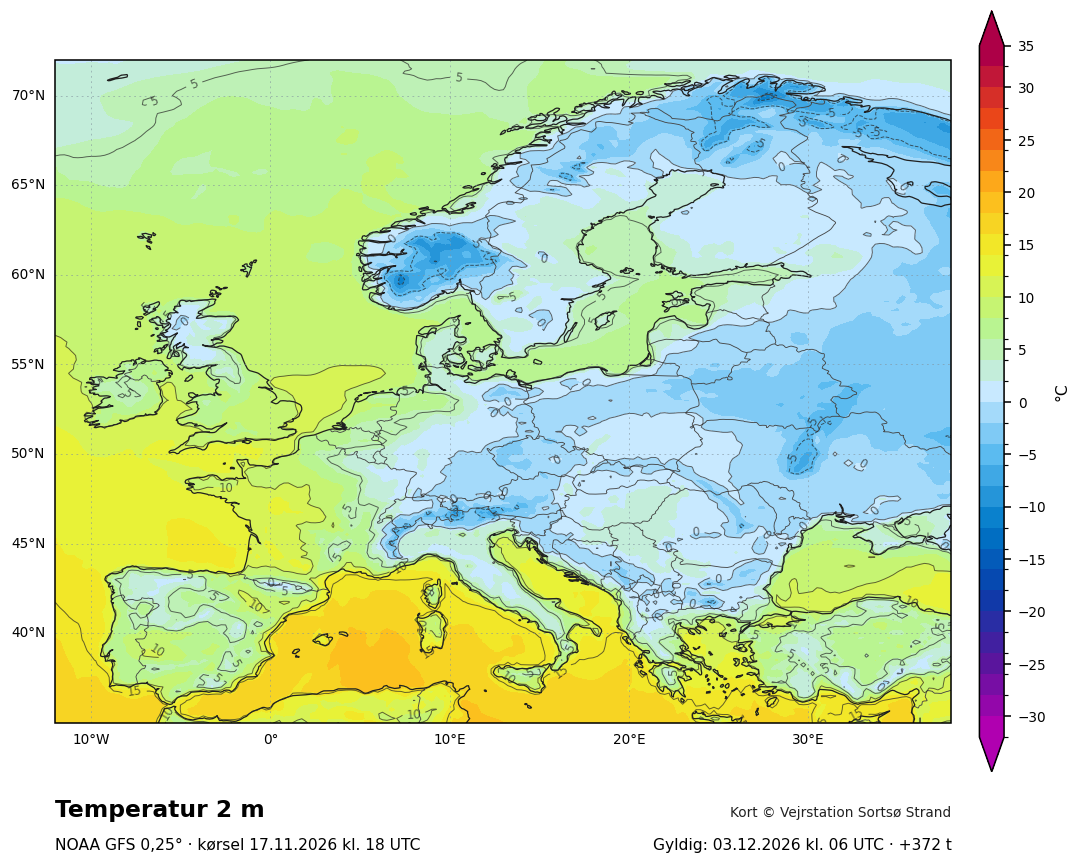 70°N
65°N
60°N
55°N
50°N
45°N
40°N
10°W 0° 10°E 20°E 30°E
35
30
25
20
15
10
5
0
−5
−10
−15
−20
−25
−30
°C
Temperatur 2 m
Kort © Vejrstation Sortsø Strand
NOAA GFS 0,25° · kørsel 17.11.2026 kl. 18 UTC
Gyldig: 03.12.2026 kl. 06 UTC · +372 t